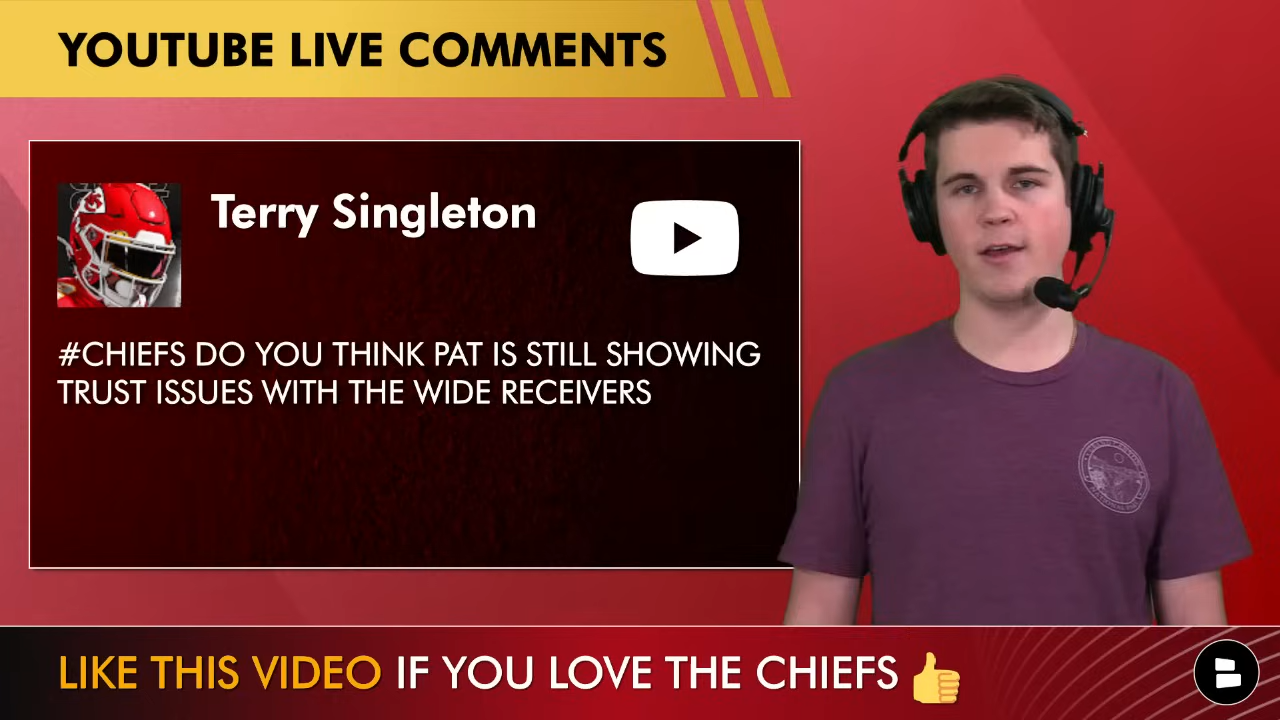 YOUTUBE LIVE COMMENTS
Terry Singleton
#CHIEFS DO YOU THINK PAT IS STILL SHOWING
TRUST ISSUES WITH THE WIDE RECEIVERS
LIKE THIS VIDEO IF YOU LOVE THE CHIEFS